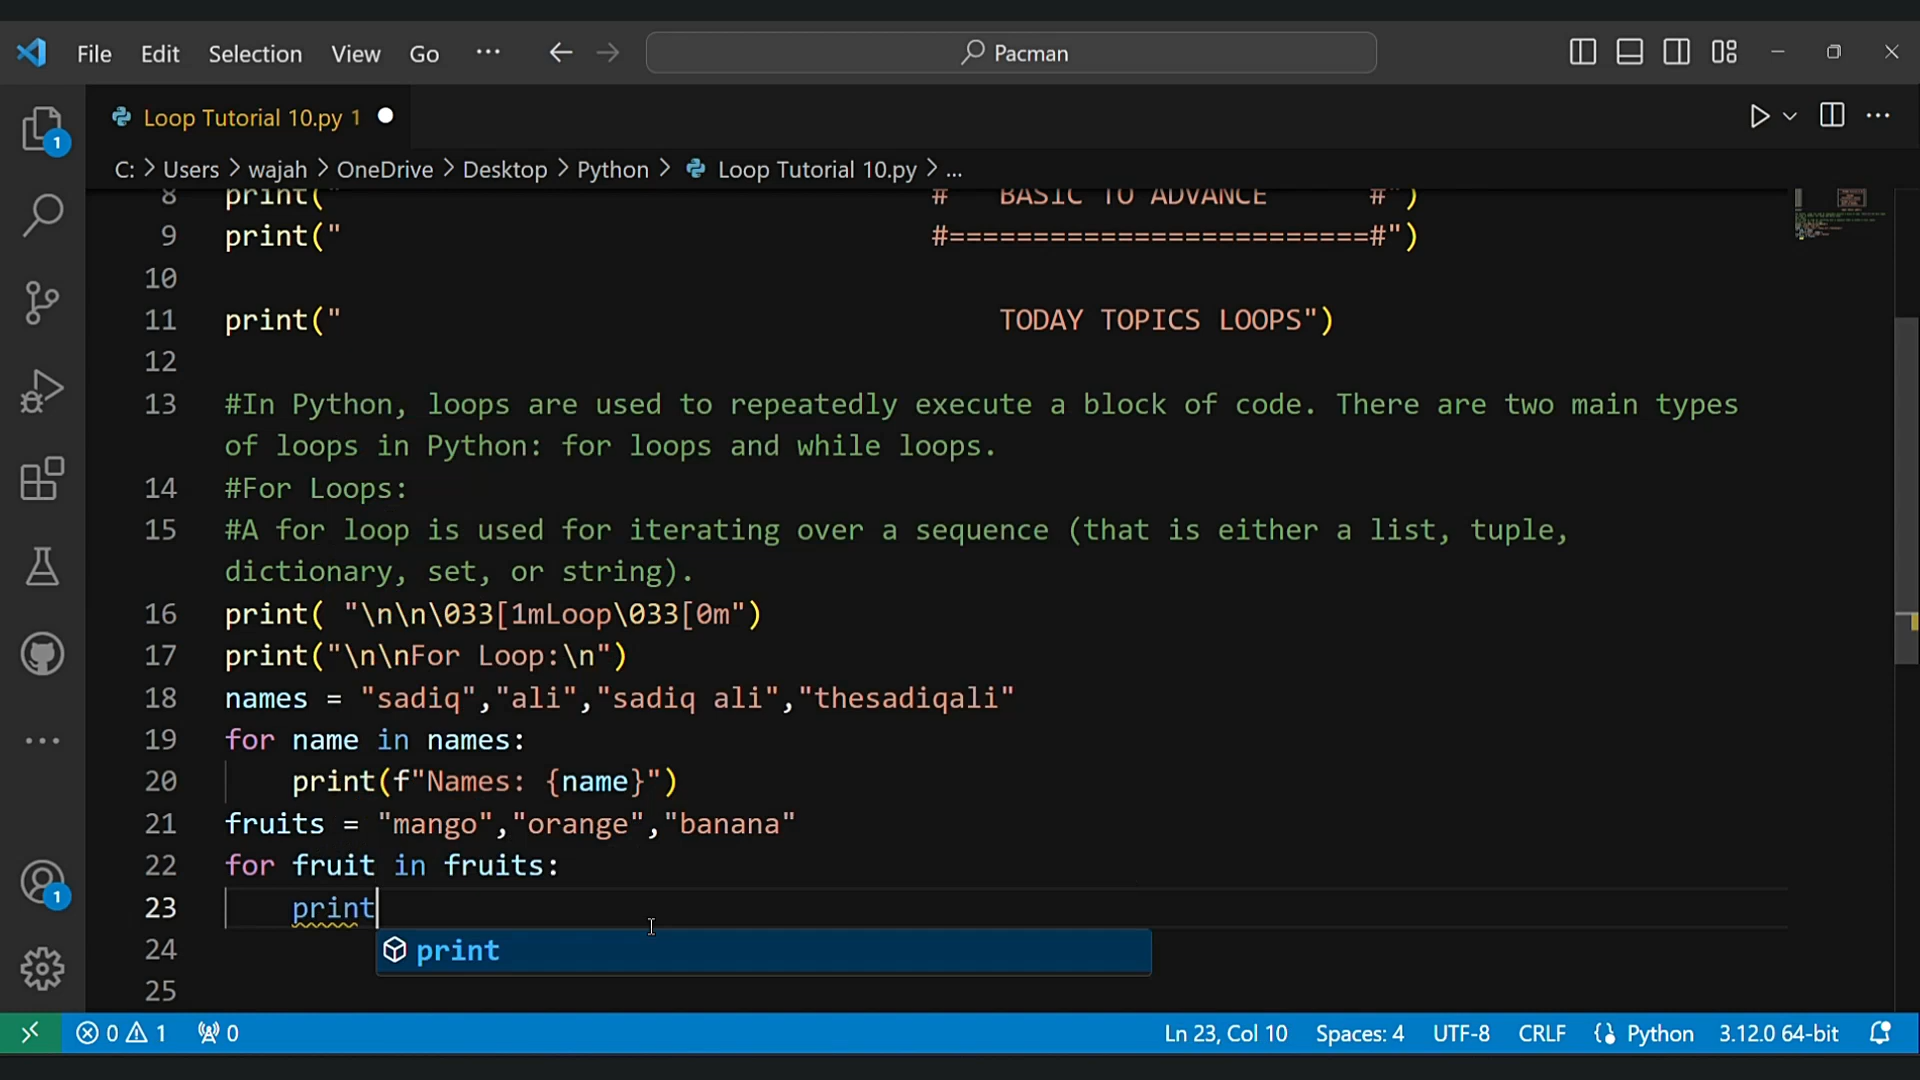 File Edit Selection View Go ··· Pacman
Loop Tutorial 10.py 1
C: > Users > wajah > OneDrive > Desktop > Python > Loop Tutorial 10.py > ...
8 print(" # BASIC TO ADVANCE #")
9 print(" #=========================#")
10
11 print(" TODAY TOPICS LOOPS")
12
13 #In Python, loops are used to repeatedly execute a block of code. There are two main types
of loops in Python: for loops and while loops.
14 #For Loops:
15 #A for loop is used for iterating over a sequence (that is either a list, tuple,
dictionary, set, or string).
16 print( "\n\n\033[1mLoop\033[0m")
17 print("\n\nFor Loop:\n")
18 names = "sadiq","ali","sadiq ali","thesadiqali"
19 for name in names:
20 print(f"Names: {name}")
21 fruits = "mango","orange","banana"
22 for fruit in fruits:
23 print
24 print
25
1
1
0 1 0 Ln 23, Col 10 Spaces: 4 UTF-8 CRLF Python 3.12.0 64-bit